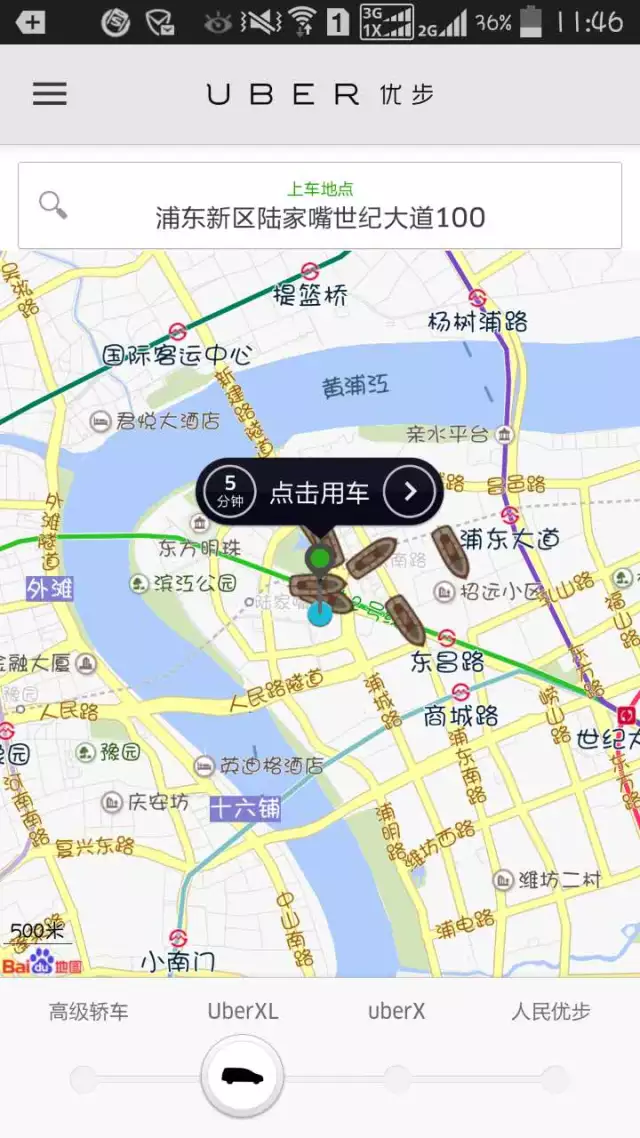 1
3G
1X
2G
36%
11:46
UBER 优步
上车地点
浦东新区陆家嘴世纪大道100
提篮桥
杨树浦路
国际客运中心
新建路隧道
黄浦江
君悦大酒店
亲水平台
5
分钟
点击用车
昌邑路
外滩隧道
东方明珠
浦东大道
外滩
滨江公园
招远小区
乳山路
福山
陆家嘴
2号线
东昌路
金融大厦
崂山路
人民路隧道
豫园
人民路
浦城路
商城路
世纪大
豫园
英迪格酒店
浦东南路
河南南路
庆安坊
十六铺
浦明路
潍坊西路
复兴东路
潍坊二村
中山南路
浦电路
500米
Baidu地图
小南门
高级轿车
UberXL
uberX
人民优步